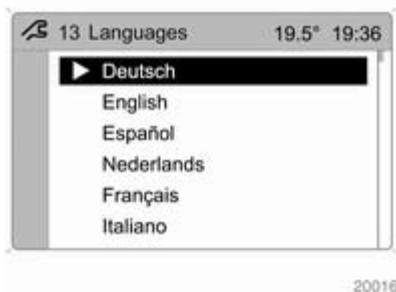 13 Languages 19.5° 19:36
Deutsch
English
Español
Nederlands
Français
Italiano
20016